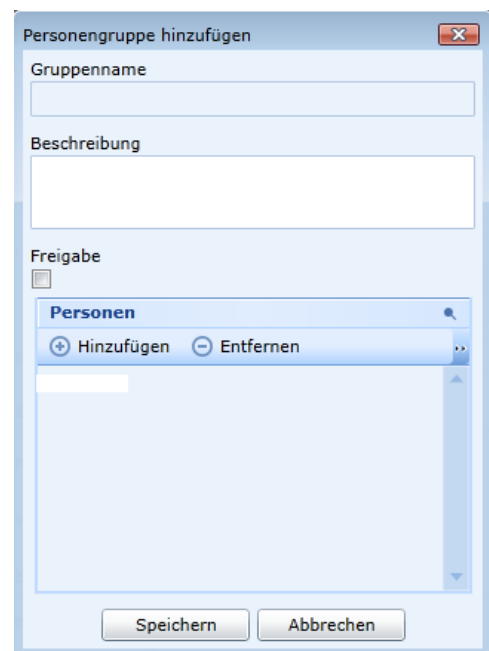 Personengruppe hinzufügen
Gruppenname
Beschreibung
Freigabe
Personen
Hinzufügen Entfernen
Speichern Abbrechen